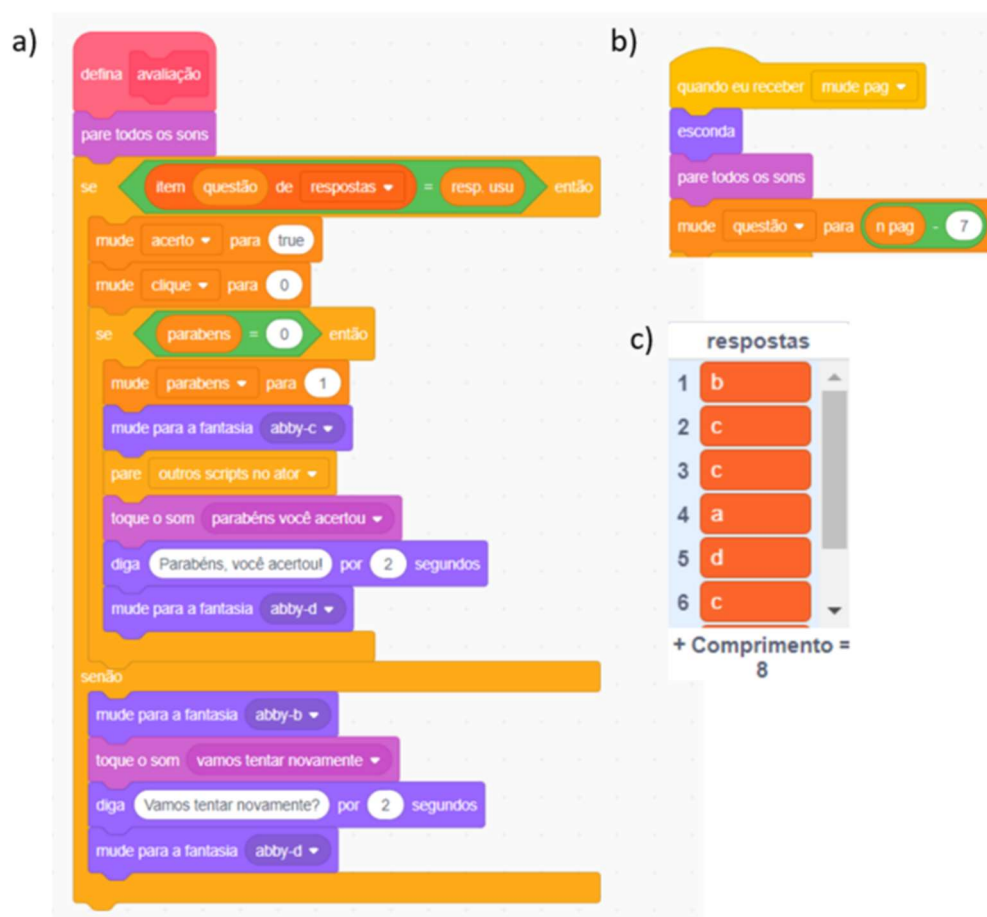 a)
defina avaliação
pare todos os sons
se item questão de respostas = resp. usu então
mude acerto para true
mude clique para 0
se parabens = 0 então
mude parabens para 1
mude para a fantasia abby-c
pare outros scripts no ator
toque o som parabéns você acertou
diga Parabéns, você acertou! por 2 segundos
mude para a fantasia abby-d
senão
mude para a fantasia abby-b
toque o som vamos tentar novamente
diga Vamos tentar novamente? por 2 segundos
mude para a fantasia abby-d
b)
quando eu receber mude pag
esconda
pare todos os sons
mude questão para n pag - 7
c)
respostas
1 b
2 c
3 c
4 a
5 d
6 c
+ Comprimento =
8